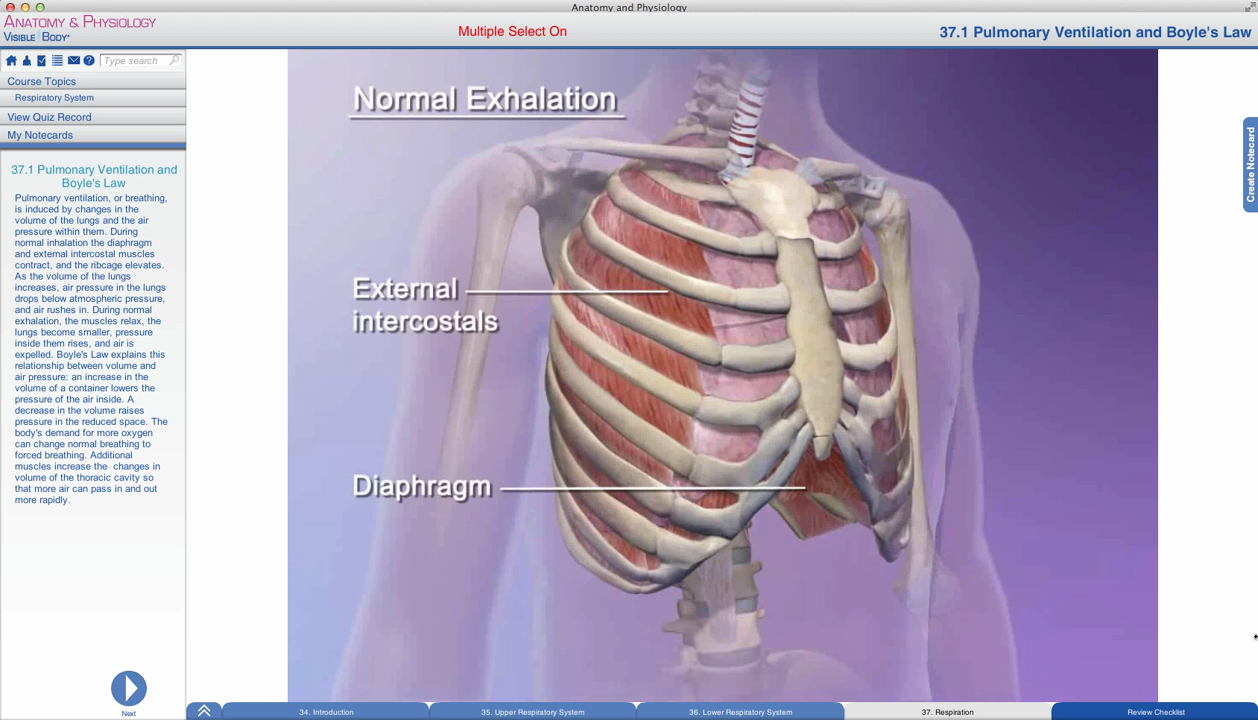 Anatomy and Physiology
ANATOMY & PHYSIOLOGY
VISIBLE BODY®
Multiple Select On
37.1 Pulmonary Ventilation and Boyle's Law
?
Type search
Course Topics
Respiratory System
View Quiz Record
My Notecards
37.1 Pulmonary Ventilation and
Boyle's Law
Pulmonary ventilation, or breathing,
is induced by changes in the
volume of the lungs and the air
pressure within them. During
normal inhalation the diaphragm
and external intercostal muscles
contract, and the ribcage elevates.
As the volume of the lungs
increases, air pressure in the lungs
drops below atmospheric pressure,
and air rushes in. During normal
exhalation, the muscles relax, the
lungs become smaller, pressure
inside them rises, and air is
expelled. Boyle's Law explains this
relationship between volume and
air pressure: an increase in the
volume of a container lowers the
pressure of the air inside. A
decrease in the volume raises
pressure in the reduced space. The
body's demand for more oxygen
can change normal breathing to
forced breathing. Additional
muscles increase the changes in
volume of the thoracic cavity so
that more air can pass in and out
more rapidly.
Next
Normal Exhalation
External
intercostals
Diaphragm
Create Notecard
34. Introduction
35. Upper Respiratory System
36. Lower Respiratory System
37. Respiration
Review Checklist